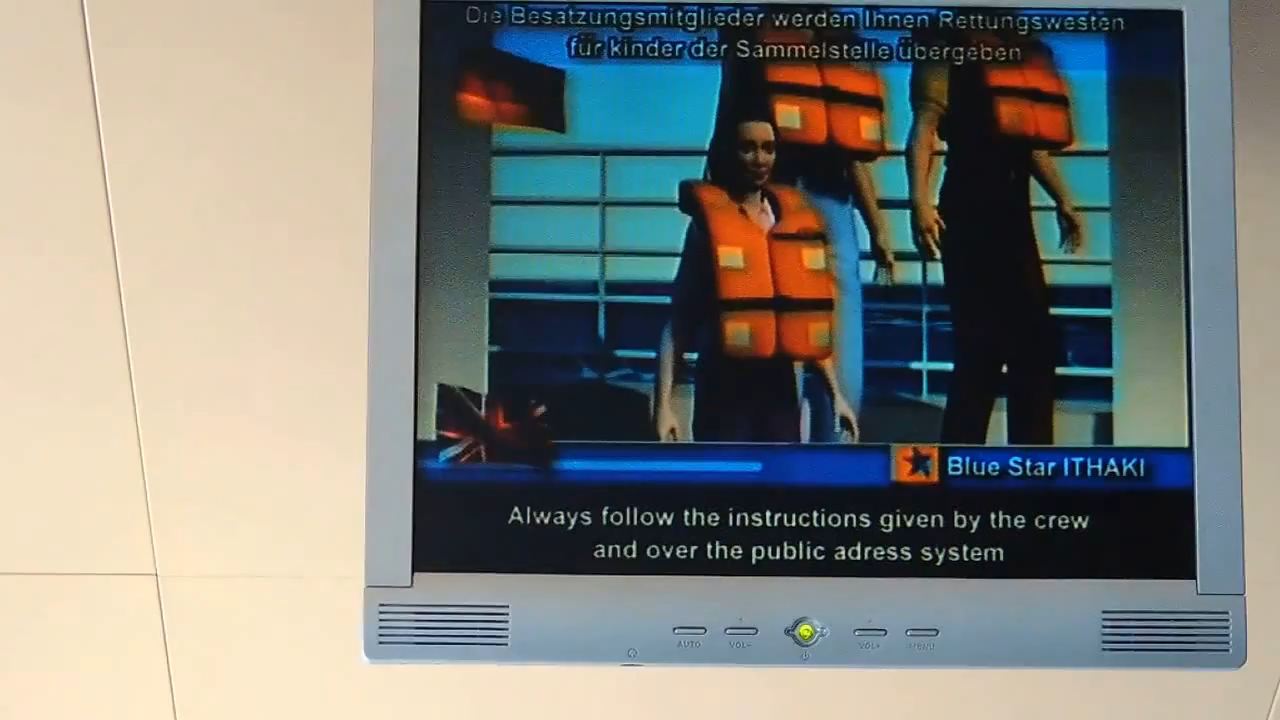 Die Besatzungsmitglieder werden Ihnen Rettungswesten
für kinder der Sammelstelle übergeben
Blue Star ITHAKI
Always follow the instructions given by the crew
and over the public adress system
AUTO
VOL-
VOL+
MENU